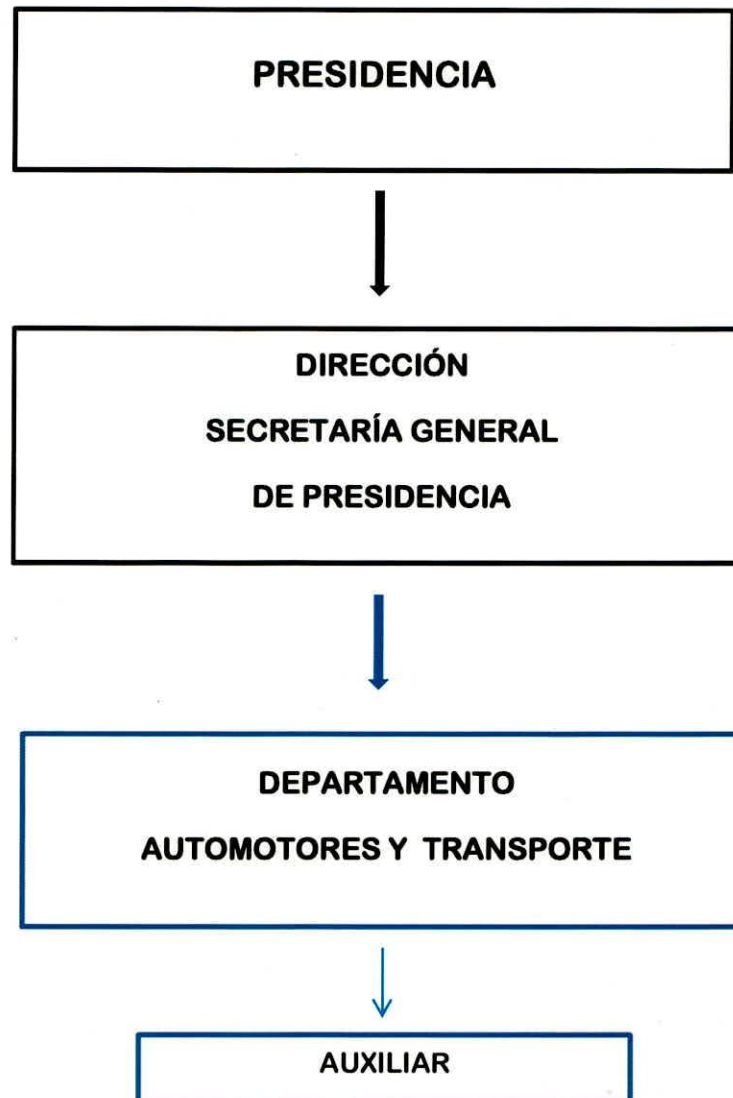 PRESIDENCIA
DIRECCIÓN
SECRETARÍA GENERAL
DE PRESIDENCIA
DEPARTAMENTO
AUTOMOTORES Y TRANSPORTE
AUXILIAR